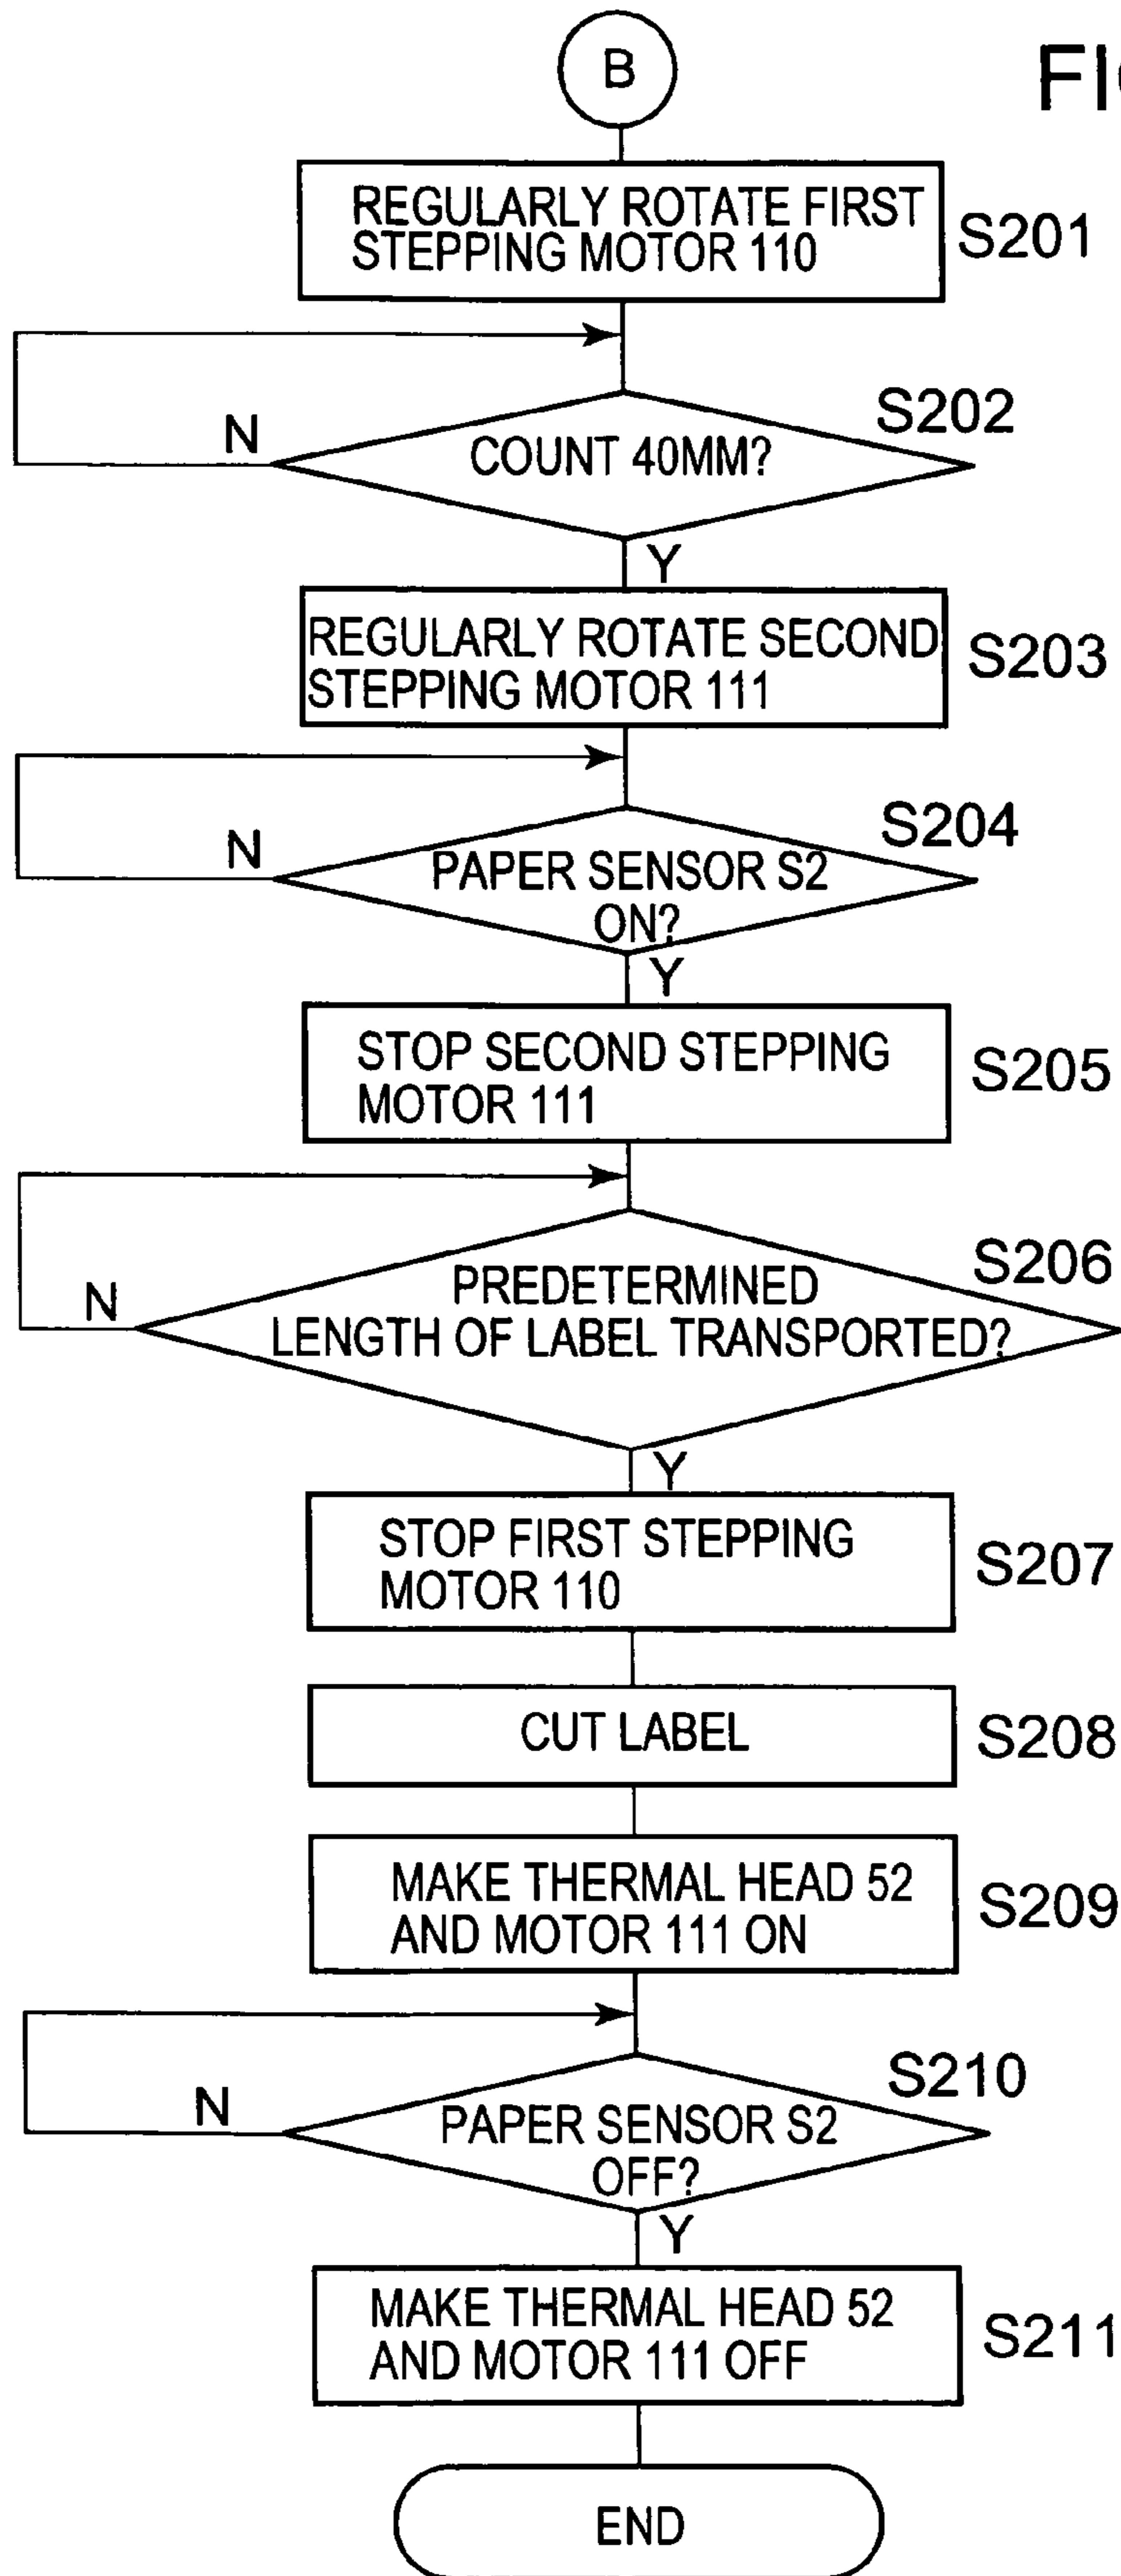 B
FIG
REGULARLY ROTATE FIRST
STEPPING MOTOR 110
S201
S202
N
COUNT 40MM?
Y
REGULARLY ROTATE SECOND
STEPPING MOTOR 111
S203
S204
N
PAPER SENSOR S2
ON?
Y
STOP SECOND STEPPING
MOTOR 111
S205
S206
N
PREDETERMINED
LENGTH OF LABEL TRANSPORTED?
Y
STOP FIRST STEPPING
MOTOR 110
S207
CUT LABEL
S208
MAKE THERMAL HEAD 52
AND MOTOR 111 ON
S209
S210
N
PAPER SENSOR S2
OFF?
Y
MAKE THERMAL HEAD 52
AND MOTOR 111 OFF
S211
END